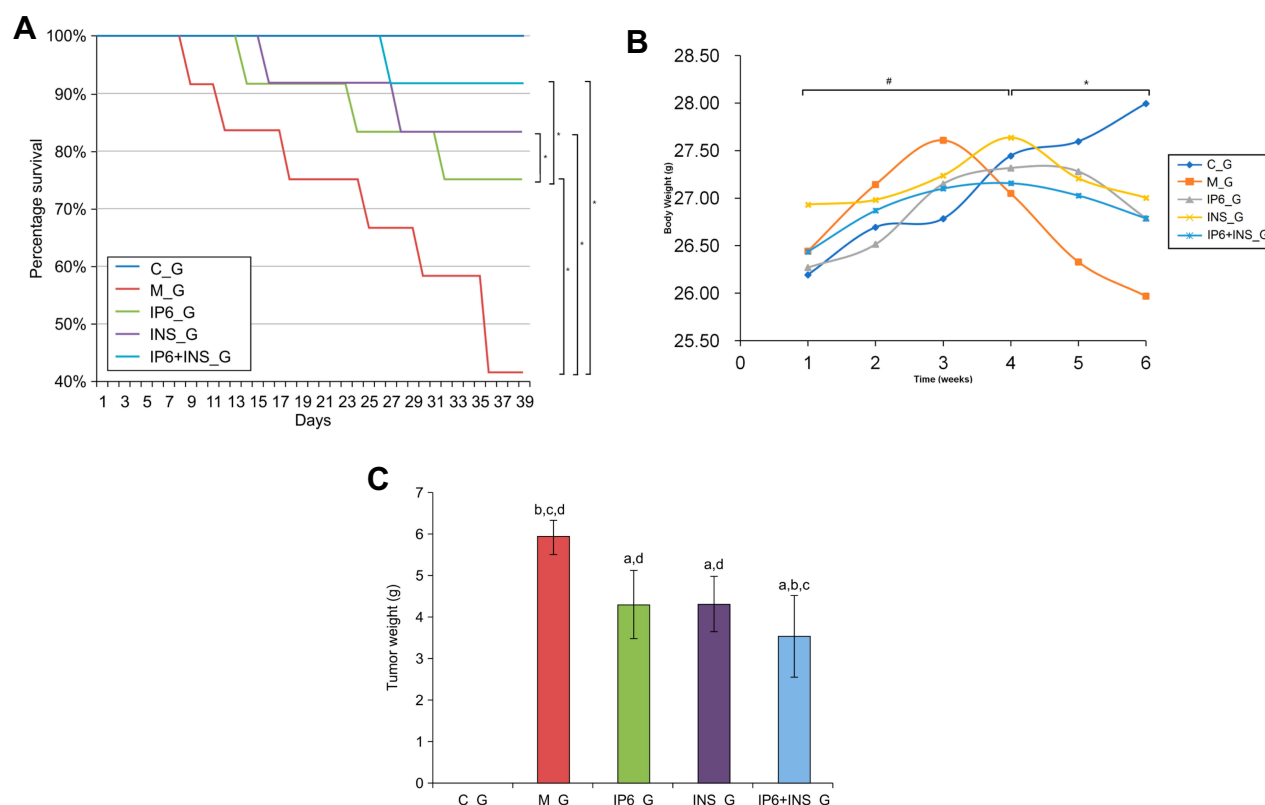 A
100%
90%
80%
70%
60%
50%
40%
Percentage survival
C_G
M_G
IP6_G
INS_G
IP6+INS_G
1 3 5 7 9 11 13 15 17 19 21 23 25 27 29 31 33 35 37 39
Days
*
*
*
*
*
*
B
28.50
28.00
27.50
27.00
26.50
26.00
25.50
Body Weight (g)
# *
0 1 2 3 4 5 6
Time (weeks)
C_G
M_G
IP6_G
INS_G
IP6+INS_G
C
7
6
5
4
3
2
1
0
Tumor weight (g)
b,c,d
a,d
a,d
a,b,c
C_G M_G IP6_G INS_G IP6+INS_G